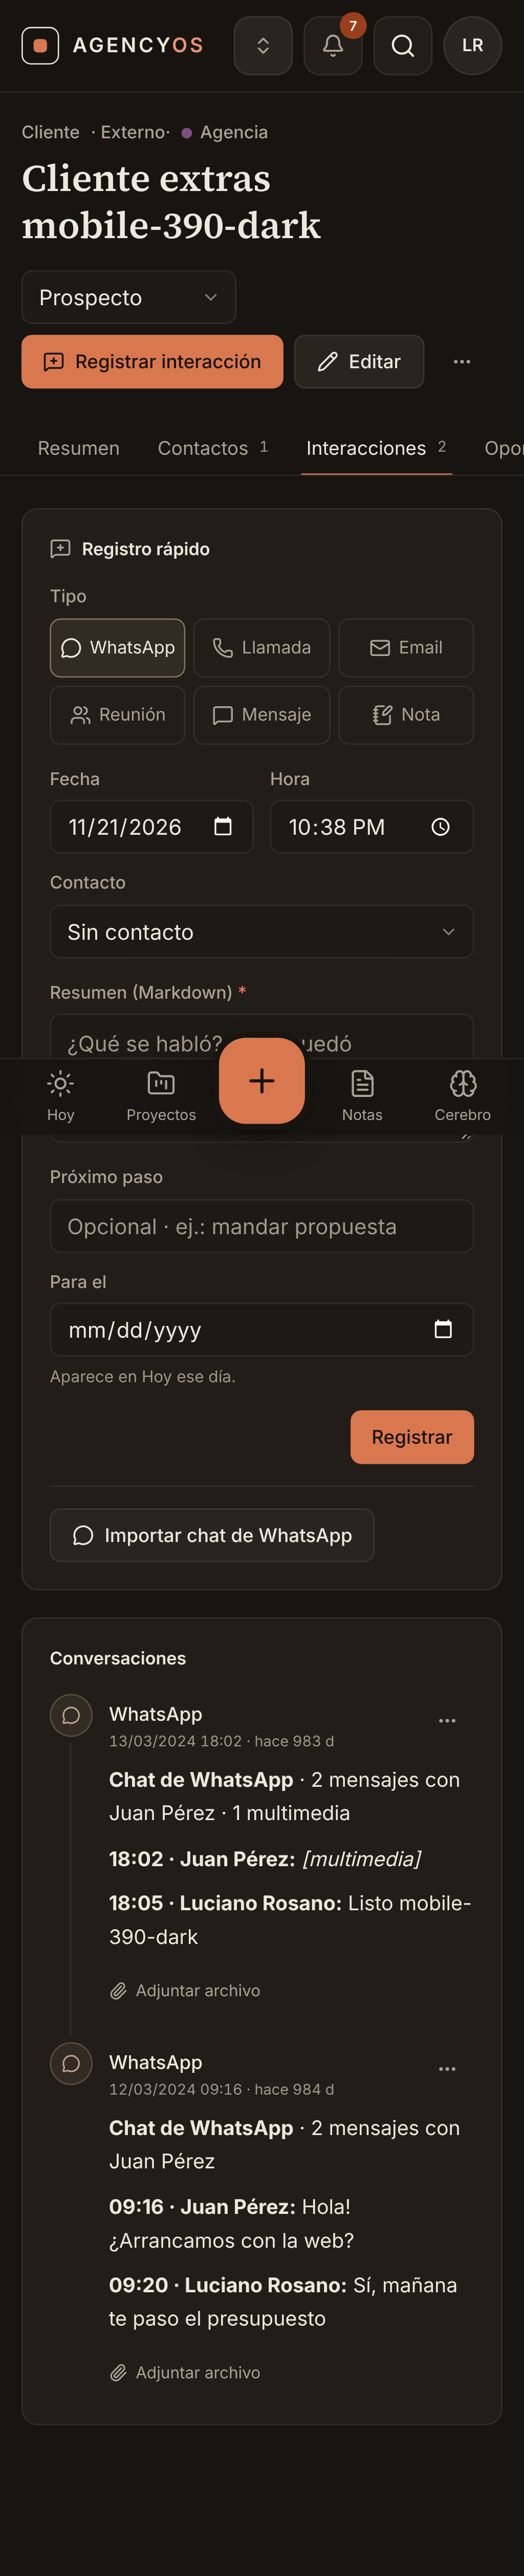 AGENCYOS
7
LR
Cliente · Externo· Agencia
Cliente extras
mobile-390-dark
Prospecto
Registrar interacción
Editar
Resumen
Contactos 1
Interacciones 2
Registro rápido
Tipo
WhatsApp
Llamada
Email
Reunión
Mensaje
Nota
Fecha
Hora
11/21/2026
10:38 PM
Contacto
Sin contacto
Resumen (Markdown) *
¿Qué se habló?
Hoy
Proyectos
Notas
Cerebro
Próximo paso
Opcional · ej.: mandar propuesta
Para el
mm/dd/yyyy
Aparece en Hoy ese día.
Registrar
Importar chat de WhatsApp
Conversaciones
WhatsApp
13/03/2024 18:02 · hace 983 d
Chat de WhatsApp · 2 mensajes con
Juan Pérez · 1 multimedia
18:02 · Juan Pérez: [multimedia]
18:05 · Luciano Rosano: Listo mobile-
390-dark
Adjuntar archivo
WhatsApp
12/03/2024 09:16 · hace 984 d
Chat de WhatsApp · 2 mensajes con
Juan Pérez
09:16 · Juan Pérez: Hola!
¿Arrancamos con la web?
09:20 · Luciano Rosano: Sí, mañana
te paso el presupuesto
Adjuntar archivo